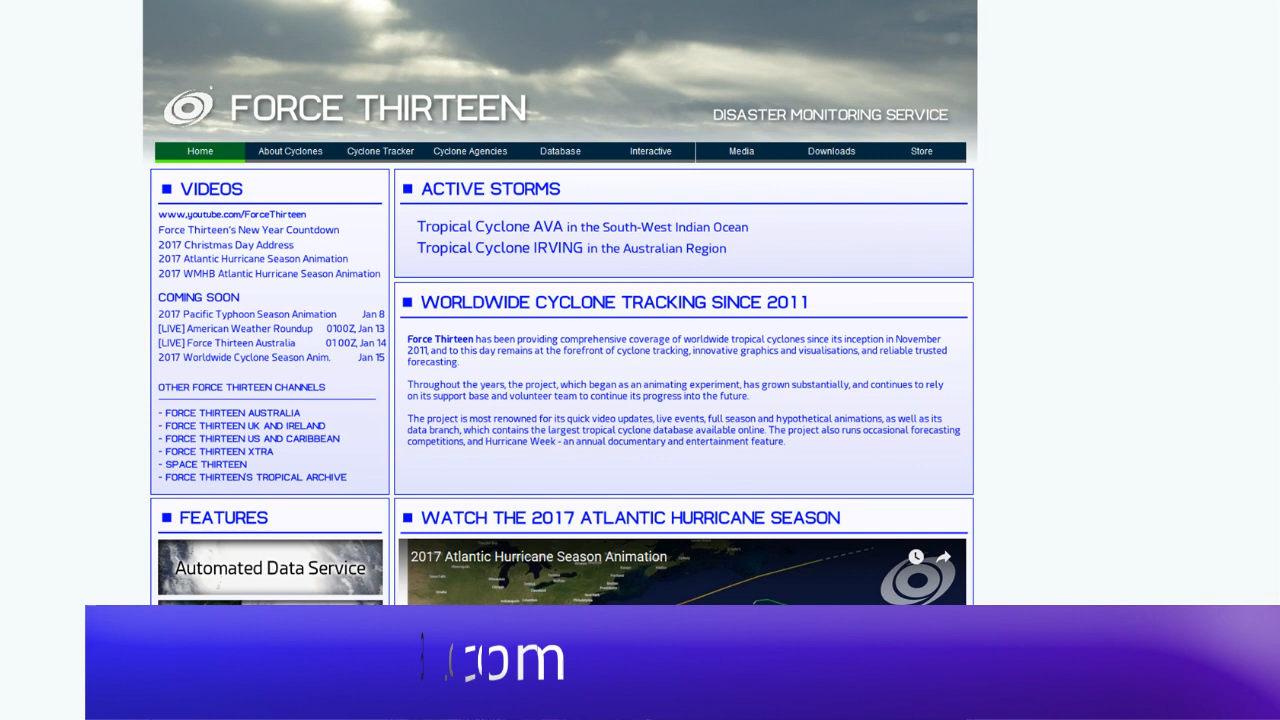 FORCE THIRTEEN
DISASTER MONITORING SERVICE
Home About Cyclones Cyclone Tracker Cyclone Agencies Database Interactive Media Downloads Store
VIDEOS
www.youtube.com/ForceThirteen
Force Thirteen's New Year Countdown
2017 Christmas Day Address
2017 Atlantic Hurricane Season Animation
2017 WMHB Atlantic Hurricane Season Animation
COMING SOON
2017 Pacific Typhoon Season Animation Jan 8
[LIVE] American Weather Roundup 0100Z, Jan 13
[LIVE] Force Thirteen Australia 0100Z, Jan 14
2017 Worldwide Cyclone Season Anim. Jan 15
OTHER FORCE THIRTEEN CHANNELS
- FORCE THIRTEEN AUSTRALIA
- FORCE THIRTEEN UK AND IRELAND
- FORCE THIRTEEN US AND CARIBBEAN
- FORCE THIRTEEN XTRA
- SPACE THIRTEEN
- FORCE THIRTEEN'S TROPICAL ARCHIVE
ACTIVE STORMS
Tropical Cyclone AVA in the South-West Indian Ocean
Tropical Cyclone IRVING in the Australian Region
WORLDWIDE CYCLONE TRACKING SINCE 2011
Force Thirteen has been providing comprehensive coverage of worldwide tropical cyclones since its inception in November
2011, and to this day remains at the forefront of cyclone tracking, innovative graphics and visualisations, and reliable trusted
forecasting.
Throughout the years, the project, which began as an animating experiment, has grown substantially, and continues to rely
on its support base and volunteer team to continue its progress into the future.
The project is most renowned for its quick video updates, live events, full season and hypothetical animations, as well as its
data branch, which contains the largest tropical cyclone database available online. The project also runs occasional forecasting
competitions, and Hurricane Week - an annual documentary and entertainment feature.
FEATURES
Automated Data Service
WATCH THE 2017 ATLANTIC HURRICANE SEASON
2017 Atlantic Hurricane Season Animation